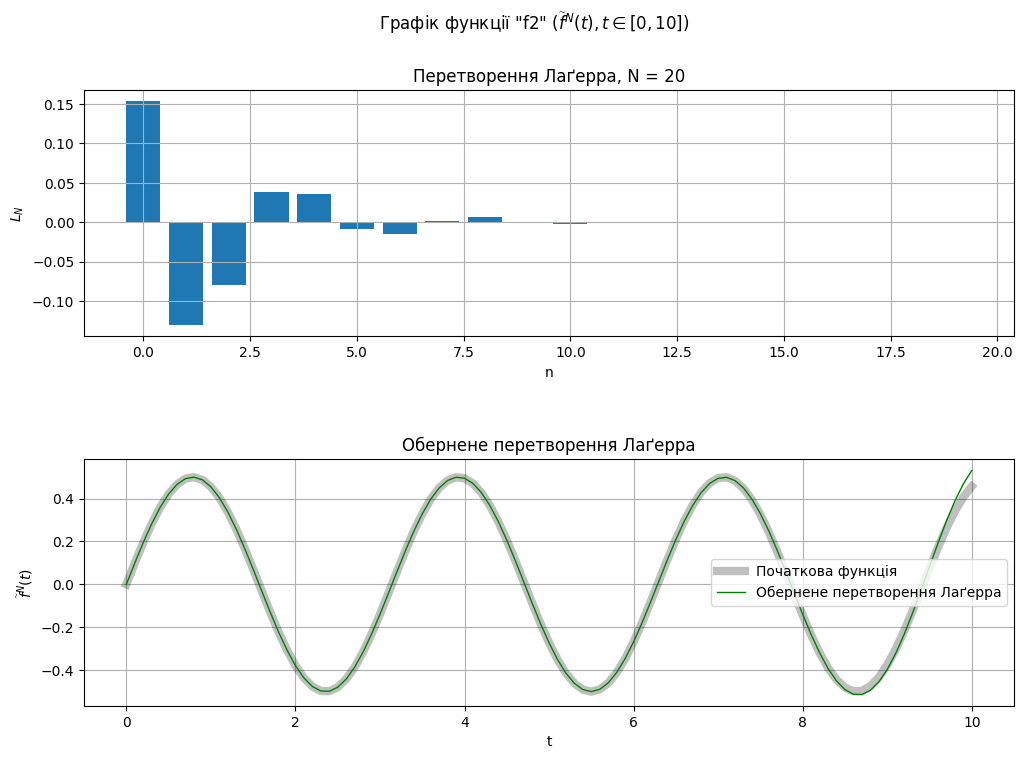 Графік функції "f2" ($\tilde{f}^N(t), t \in [0, 10]$)
Перетворення Лаґерра, N = 20
0.15
0.10
0.05
0.00
−0.05
−0.10
$L_N$
0.0 2.5 5.0 7.5 10.0 12.5 15.0 17.5 20.0
n
Обернене перетворення Лаґерра
0.4
0.2
0.0
−0.2
−0.4
$\tilde{f}^N(t)$
Початкова функція
Обернене перетворення Лаґерра
0 2 4 6 8 10
t